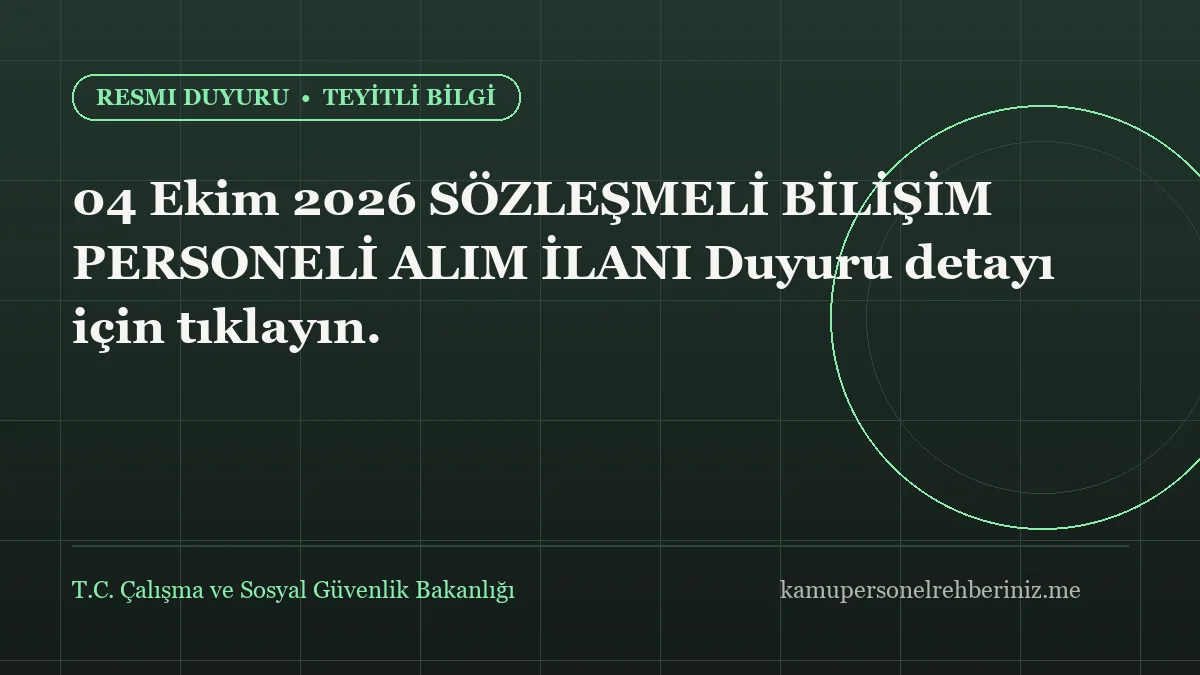 RESMI DUYURU • TEYİTLİ BİLGİ
04 Ekim 2026 SÖZLEŞMELİ BİLİŞİM
PERSONELİ ALIM İLANI Duyuru detayı
için tıklayın.
T.C. Çalışma ve Sosyal Güvenlik Bakanlığı
kamupersonelrehberiniz.me